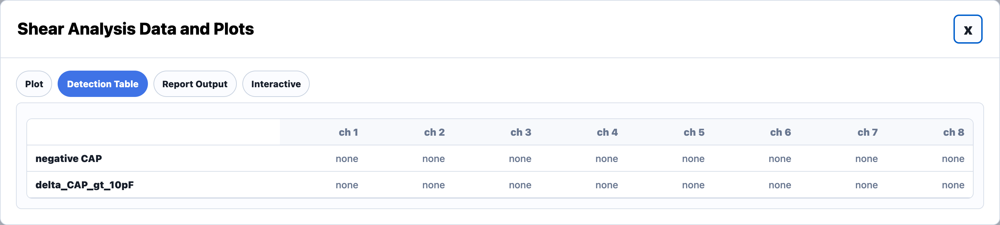 Shear Analysis Data and Plots
X
Plot Detection Table Report Output Interactive
ch 1 ch 2 ch 3 ch 4 ch 5 ch 6 ch 7 ch 8
negative CAP none none none none none none none none
delta_CAP_gt_10pF none none none none none none none none